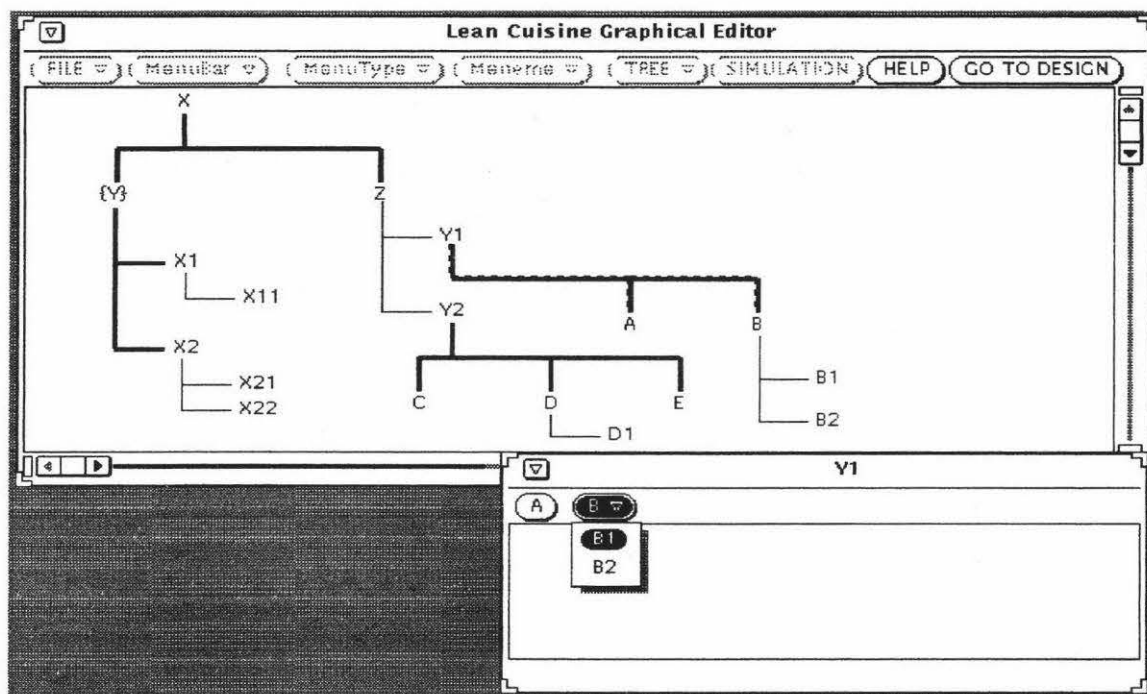 Lean Cuisine Graphical Editor
FILE MenuBar MenuType Meneme TREE SIMULATION HELP GO TO DESIGN
X
{Y} Z
Y1
X1
X11
Y2 A B
X2
X21 B1
C D E
X22
B2
D1
Y1
A B
B1
B2